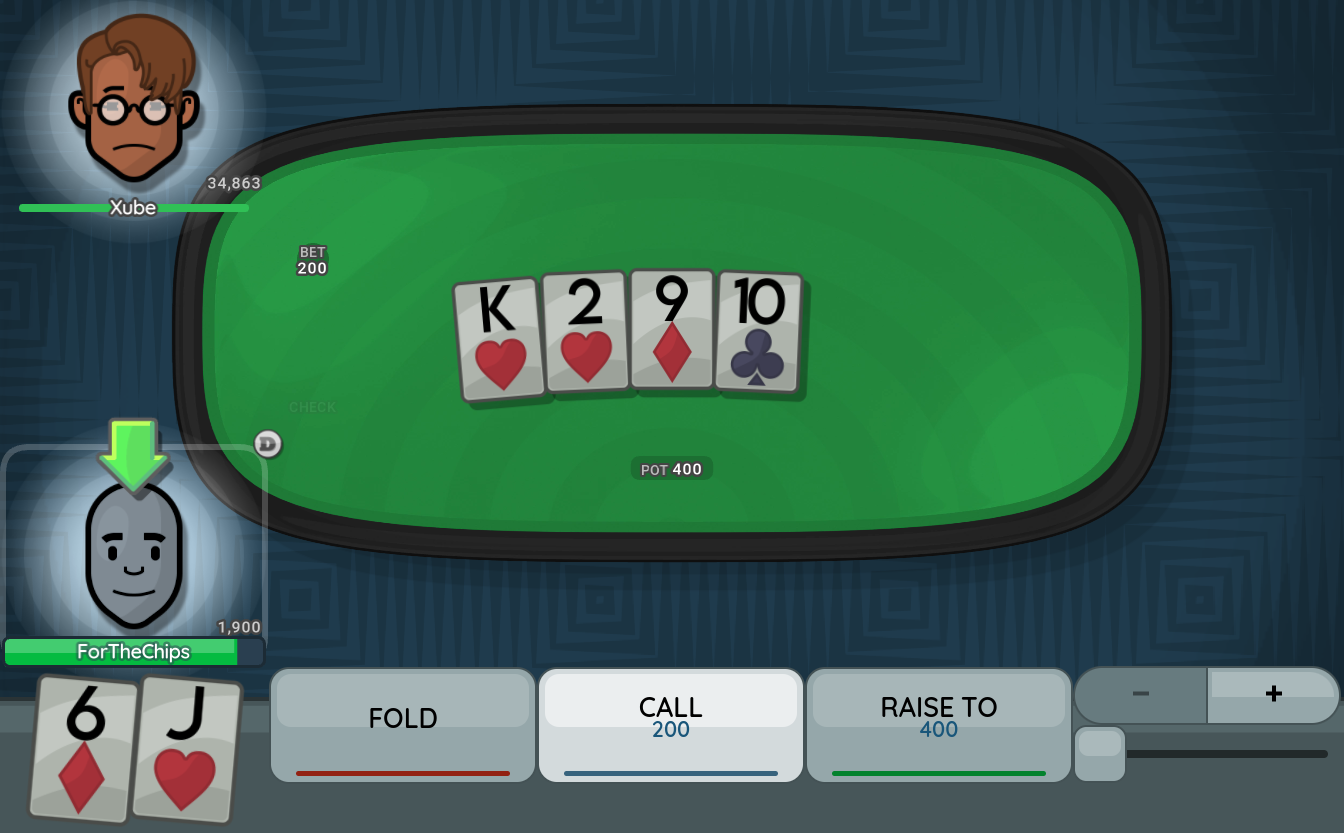 34,863
Xube
BET
200
K 2 9 10
CHECK
D
POT 400
1,900
ForTheChips
6 J
FOLD
CALL
200
RAISE TO
400
− +